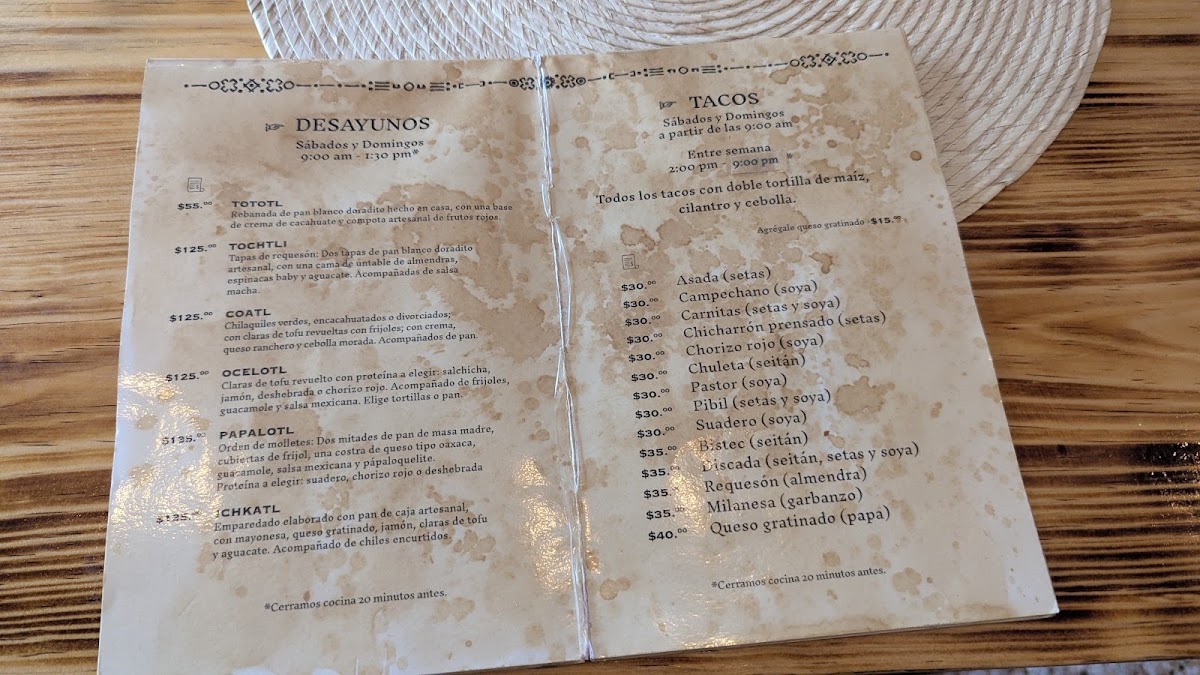 ☞ DESAYUNOS
Sábados y Domingos
9:00 am - 1:30 pm*
$55.00 TOTOTL
Rebanada de pan blanco doradito hecho en casa, con una base
de crema de cacahuate y compota artesanal de frutos rojos.
$125.00 TOCHTLI
Tapas de requesón: Dos tapas de pan blanco doradito
artesanal, con una cama de untable de almendras,
espinacas baby y aguacate. Acompañadas de salsa
macha.
$125.00 COATL
Chilaquiles verdes, encacahuatados o divorciados;
con claras de tofu revueltas con frijoles; con crema,
queso ranchero y cebolla morada. Acompañados de pan.
$125.00 OCELOTL
Claras de tofu revuelto con proteína a elegir: salchicha,
jamón, deshebrada o chorizo rojo. Acompañado de frijoles,
guacamole y salsa mexicana. Elige tortillas o pan.
$125.00 PAPALOTL
Orden de molletes: Dos mitades de pan de masa madre,
cubiertas de frijol, una costra de queso tipo oaxaca,
guacamole, salsa mexicana y pápaloquelite.
Proteína a elegir: suadero, chorizo rojo o deshebrada
$125.00 ICHKATL
Emparedado elaborado con pan de caja artesanal,
con mayonesa, queso gratinado, jamón, claras de tofu
y aguacate. Acompañado de chiles encurtidos.
*Cerramos cocina 20 minutos antes.
☞ TACOS
Sábados y Domingos
a partir de las 9:00 am
Entre semana
2:00 pm - 9:00 pm *
Todos los tacos con doble tortilla de maíz,
cilantro y cebolla.
Agrégale queso gratinado -$15.00
$30.00 Asada (setas)
$30.00 Campechano (soya)
$30.00 Carnitas (setas y soya)
$30.00 Chicharrón prensado (setas)
$30.00 Chorizo rojo (soya)
$30.00 Chuleta (seitán)
$30.00 Pastor (soya)
$30.00 Pibil (setas y soya)
$30.00 Suadero (soya)
$35.00 Bistec (seitán)
$35.00 Discada (seitán, setas y soya)
$35.00 Requesón (almendra)
$35.00 Milanesa (garbanzo)
$40.00 Queso gratinado (papa)
*Cerramos cocina 20 minutos antes.